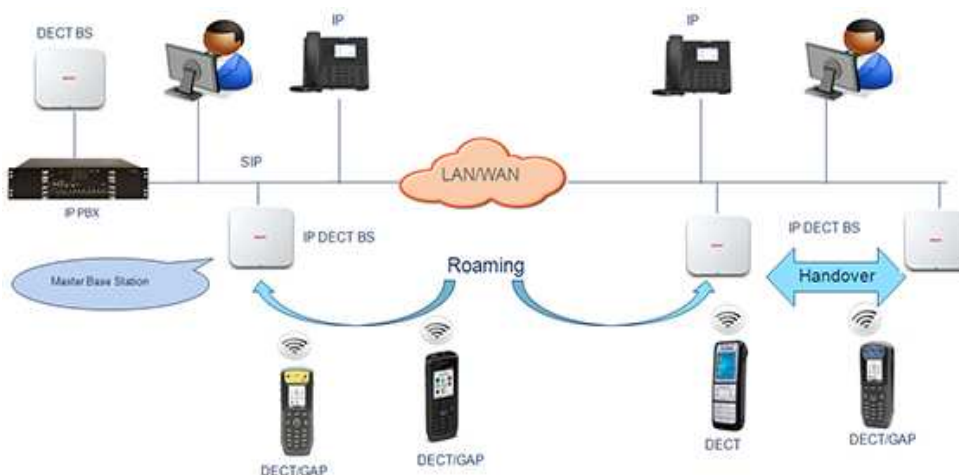 DECT BS
IP
IP
SIP
LAN/WAN
IP PBX
IP DECT BS
IP DECT BS
Master Base Station
Roaming
Handover
DECT/GAP
DECT/GAP
DECT
DECT/GAP